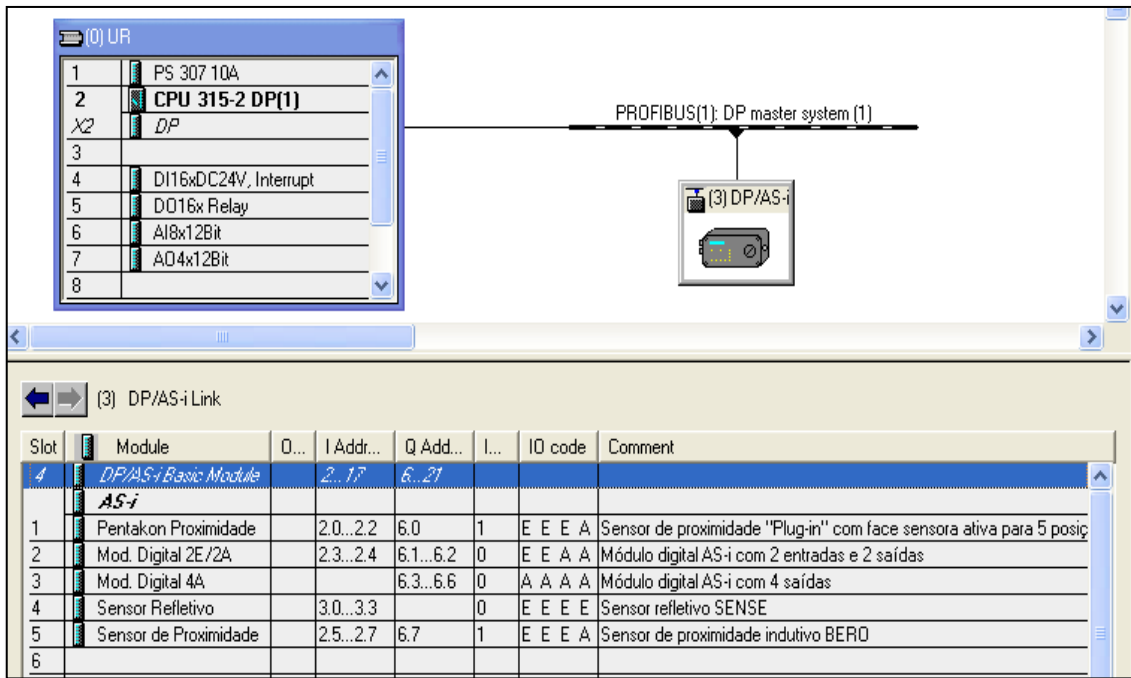 (0) UR
1 PS 307 10A
2 CPU 315-2 DP(1)
X2 DP
3
4 DI16xDC24V, Interrupt
5 DO16x Relay
6 AI8x12Bit
7 AO4x12Bit
8
PROFIBUS(1): DP master system (1)
(3) DP/AS-i
(3) DP/AS-i Link
Slot Module O... I Addr... Q Add... I... IO code Comment
4 DP/AS-i Basic Module 2...17 6...21
AS-i
1 Pentakon Proximidade 2.0...2.2 6.0 1 E E E A Sensor de proximidade "Plug-in" com face sensora ativa para 5 posiç
2 Mod. Digital 2E/2A 2.3...2.4 6.1...6.2 0 E E A A Módulo digital AS-i com 2 entradas e 2 saídas
3 Mod. Digital 4A 6.3...6.6 0 A A A A Módulo digital AS-i com 4 saídas
4 Sensor Refletivo 3.0...3.3 0 E E E E Sensor refletivo SENSE
5 Sensor de Proximidade 2.5...2.7 6.7 1 E E E A Sensor de proximidade indutivo BERO
6